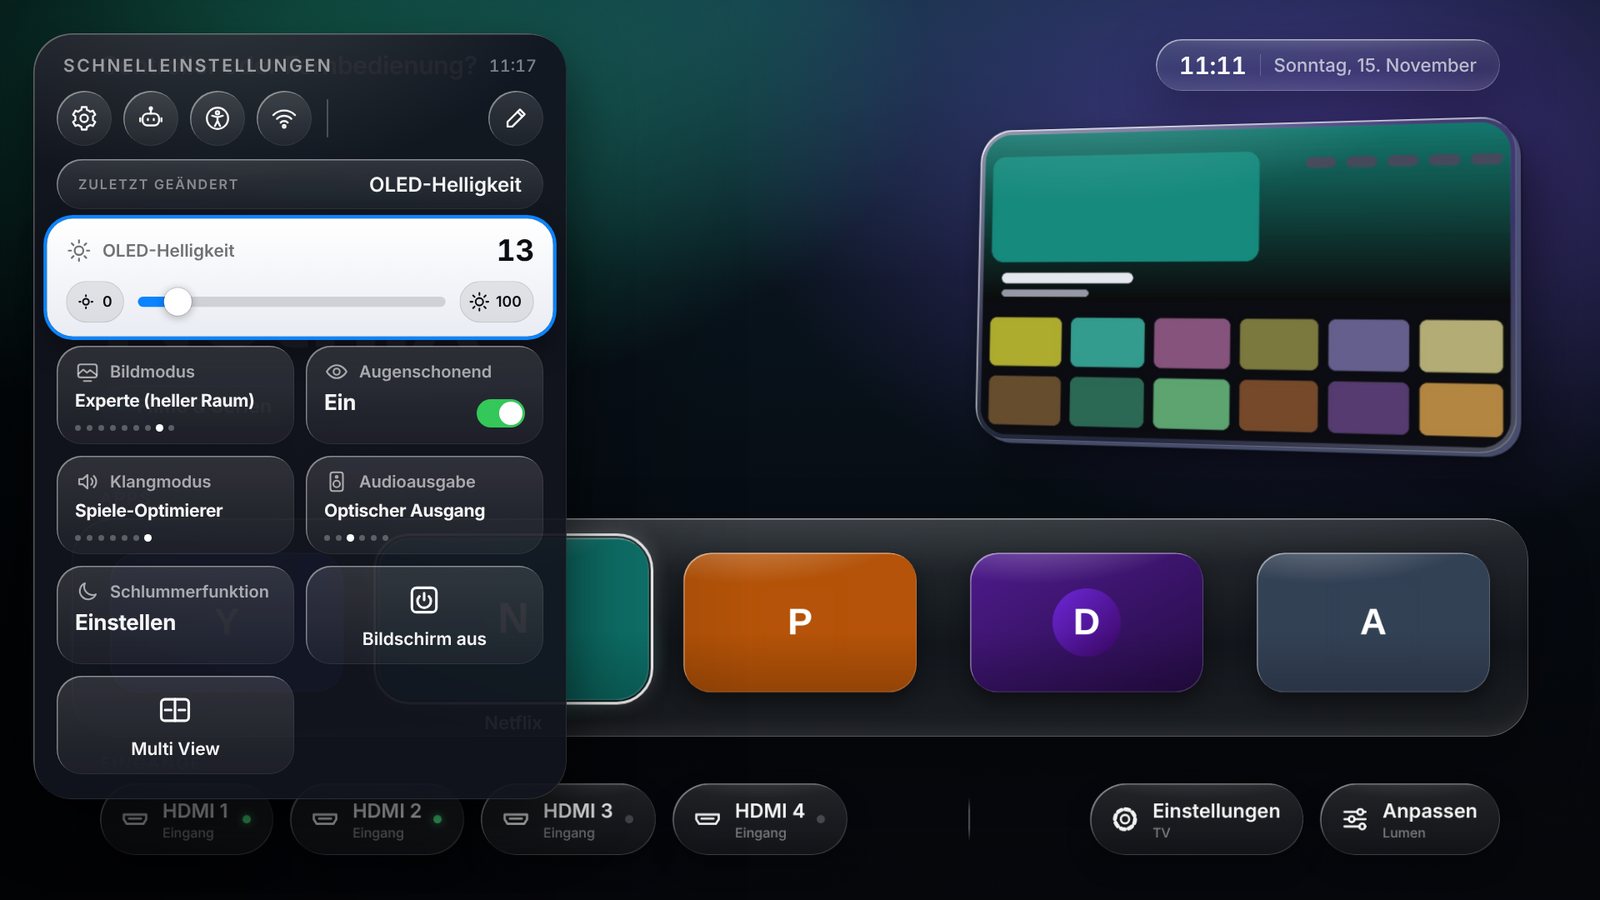 SCHNELLEINSTELLUNGEN
bedienung?
11:17
11:11
Sonntag, 15. November
ZULETZT GEÄNDERT
OLED-Helligkeit
OLED-Helligkeit
13
0
100
Bildmodus
Experte (heller Raum)
Augenschonend
Ein
Klangmodus
Spiele-Optimierer
Audioausgabe
Optischer Ausgang
Schlummerfunktion
Einstellen
Bildschirm aus
Multi View
Y
N
P
D
A
Netflix
HDMI 1
Eingang
HDMI 2
Eingang
HDMI 3
Eingang
HDMI 4
Eingang
Einstellungen
TV
Anpassen
Lumen